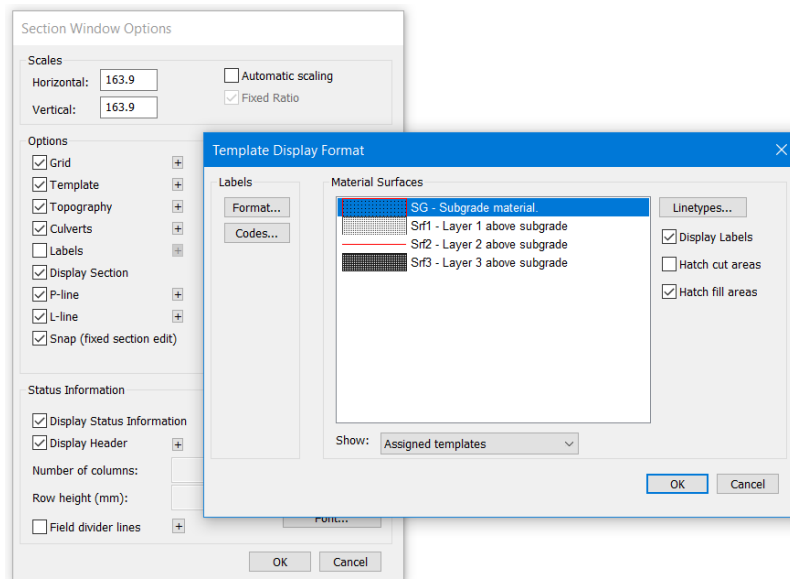 Section Window Options
Scales
Horizontal: 163.9
Automatic scaling
Vertical: 163.9
Fixed Ratio
Options
Grid
Template
Topography
Culverts
Labels
Display Section
P-line
L-line
Snap (fixed section edit)
Status Information
Display Status Information
Display Header
Number of columns:
Row height (mm):
Field divider lines
Font...
OK Cancel
Template Display Format
Labels
Format...
Codes...
Material Surfaces
SG - Subgrade material.
Srf1 - Layer 1 above subgrade
Srf2 - Layer 2 above subgrade
Srf3 - Layer 3 above subgrade
Linetypes...
Display Labels
Hatch cut areas
Hatch fill areas
Show: Assigned templates
OK Cancel